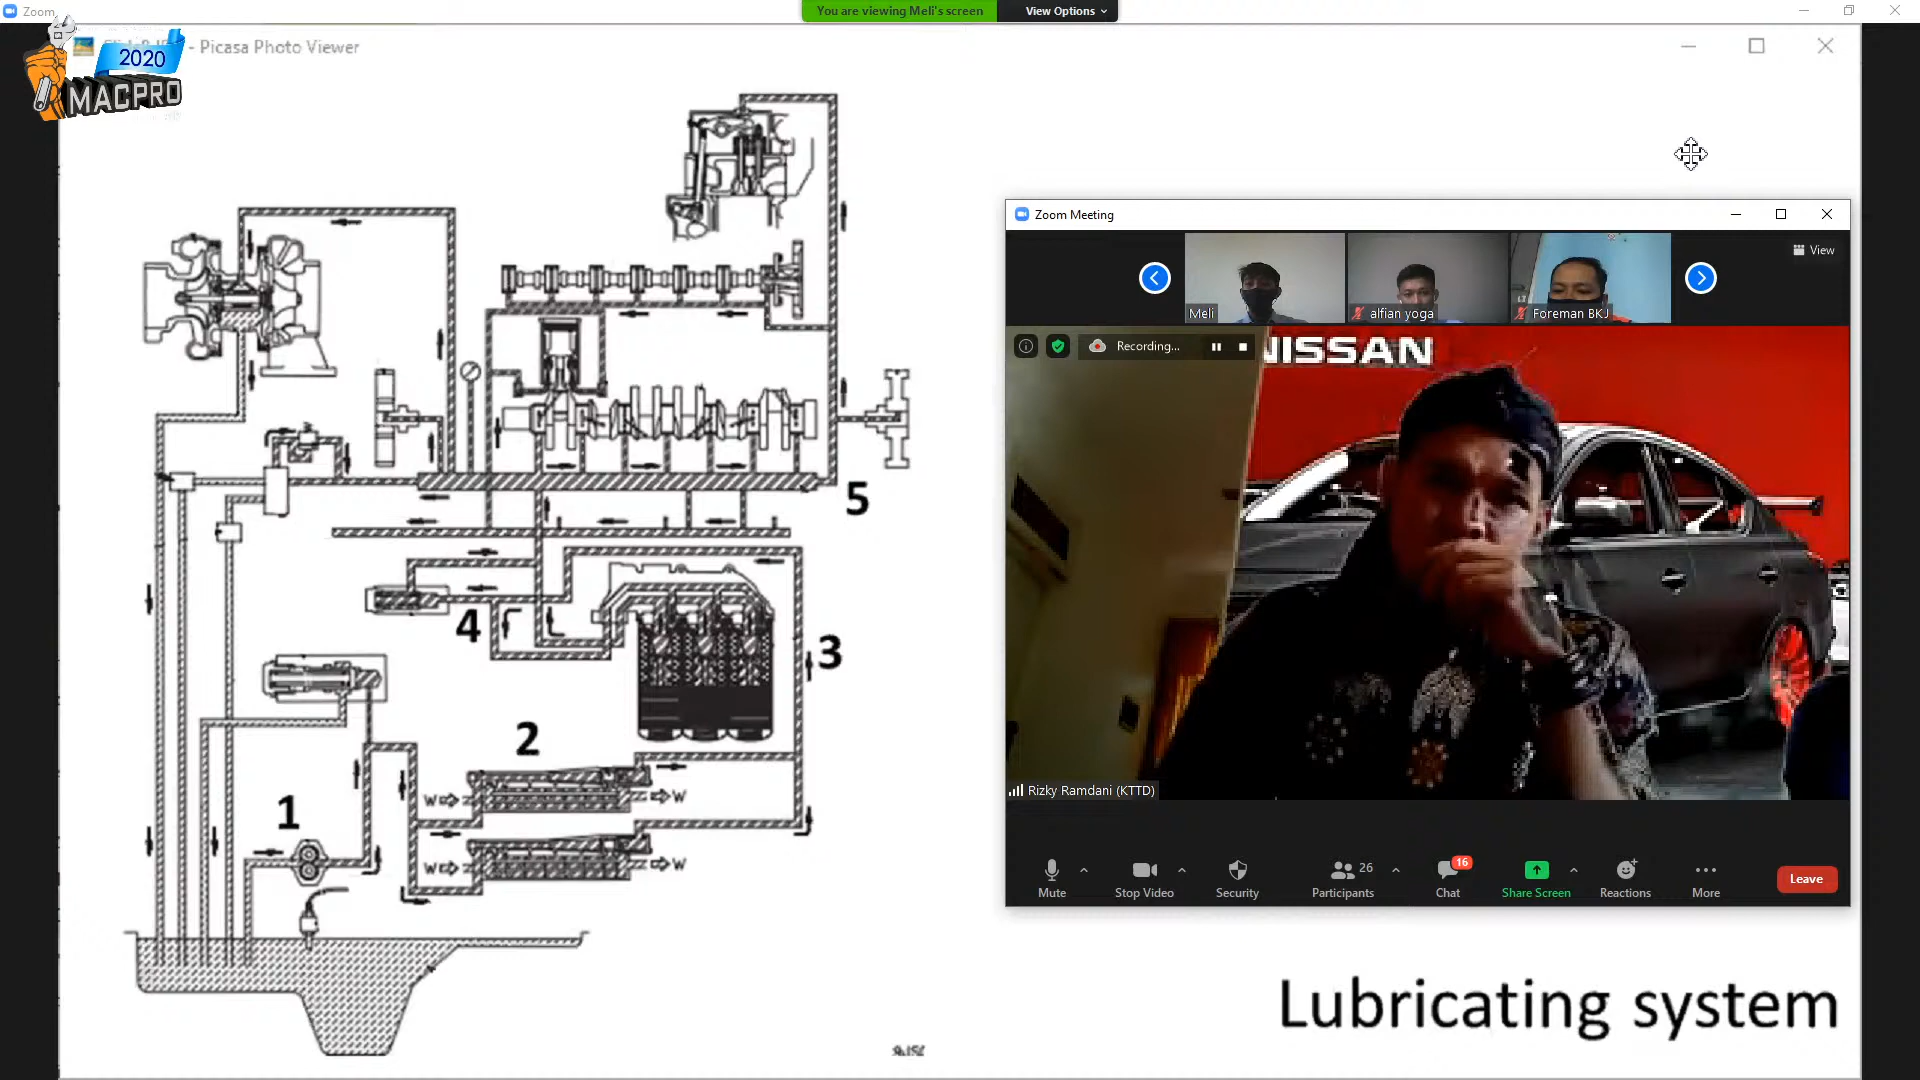 Zoom
You are viewing Meli's screen
View Options
- Picasa Photo Viewer
2020
MACPRO
Zoom Meeting
View
Meli
alfian yoga
Foreman BKJ
Recording...
NISSAN
5
4
3
2
W
W
1
W
W
Rizky Ramdani (KTTD)
26
16
Mute
Stop Video
Security
Participants
Chat
Share Screen
Reactions
More
Leave
Lubricating system